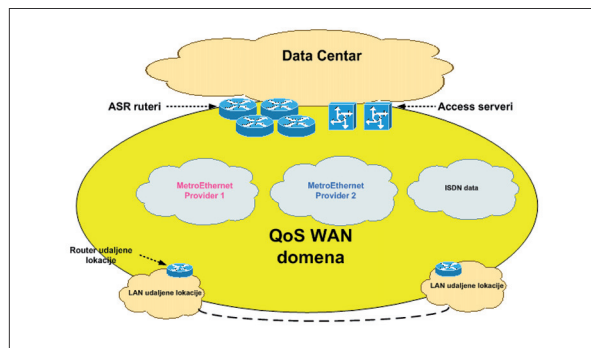 Data Centar
ASR ruteri
Access serveri
MetroEthernet
Provider 1
MetroEthernet
Provider 2
ISDN data
QoS WAN
domena
Router udaljene
lokacije
LAN udaljene lokacije
LAN udaljene lokacije